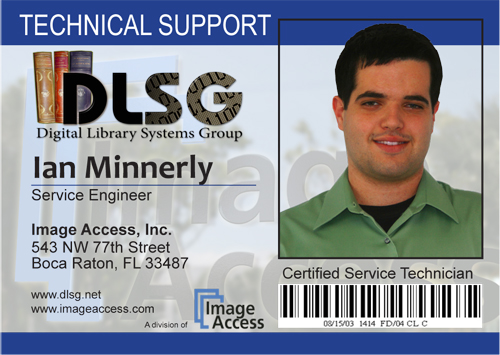 TECHNICAL SUPPORT
DLSG
Digital Library Systems Group
Ian Minnerly
Service Engineer
Image Access, Inc.
543 NW 77th Street
Boca Raton, FL 33487
www.dlsg.net
www.imageaccess.com
A division of
Image
Access
Certified Service Technician
08/15/03 1414 FD/04 CL C
Image
Access